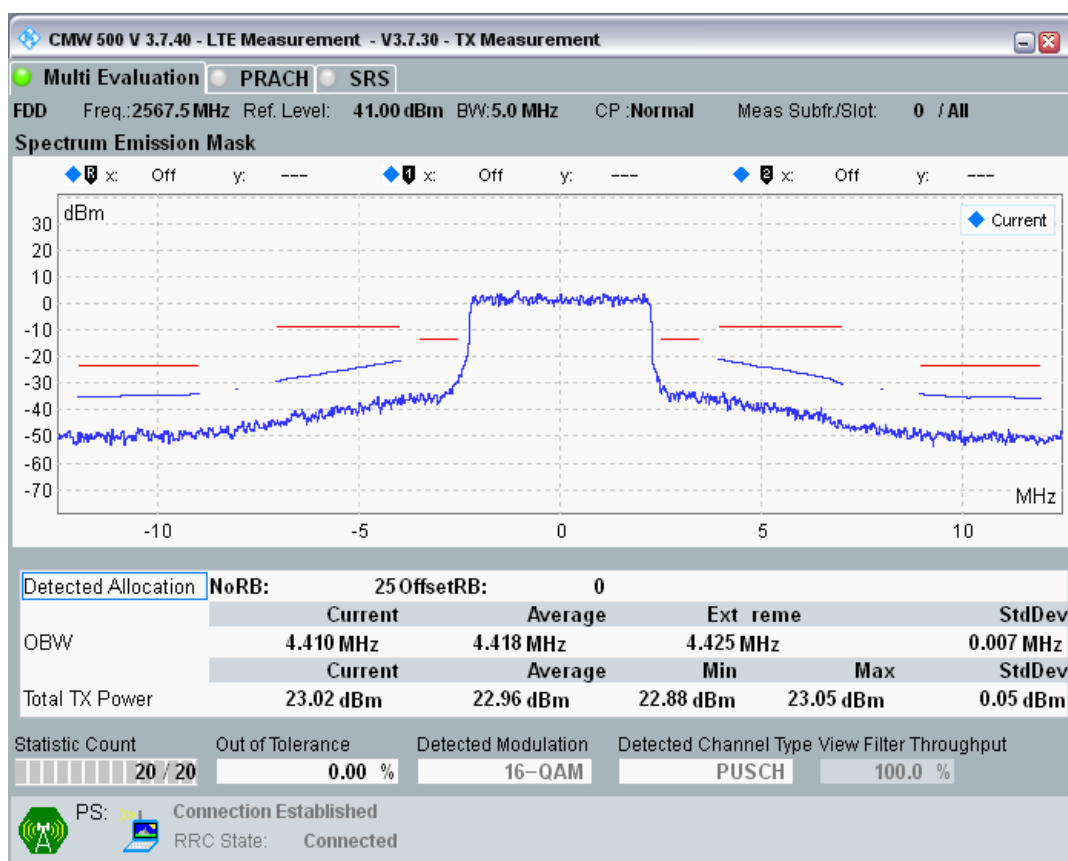 CMW 500 V 3.7.40 - LTE Measurement - V3.7.30 - TX Measurement
Multi Evaluation PRACH SRS
FDD Freq.:2567.5 MHz Ref. Level: 41.00 dBm BW:5.0 MHz CP :Normal Meas Subfr./Slot: 0 / All
Spectrum Emission Mask
R x: Off y: --- 1 x: Off y: --- 2 x: Off y: ---
dBm
Current
30
20
10
0
-10
-20
-30
-40
-50
-60
-70
MHz
-10 -5 0 5 10
Detected Allocation NoRB: 25 OffsetRB: 0
Current Average Ext reme StdDev
OBW 4.410 MHz 4.418 MHz 4.425 MHz 0.007 MHz
Current Average Min Max StdDev
Total TX Power 23.02 dBm 22.96 dBm 22.88 dBm 23.05 dBm 0.05 dBm
Statistic Count Out of Tolerance Detected Modulation Detected Channel Type View Filter Throughput
20 / 20 0.00 % 16-QAM PUSCH 100.0 %
PS: Connection Established
RRC State: Connected